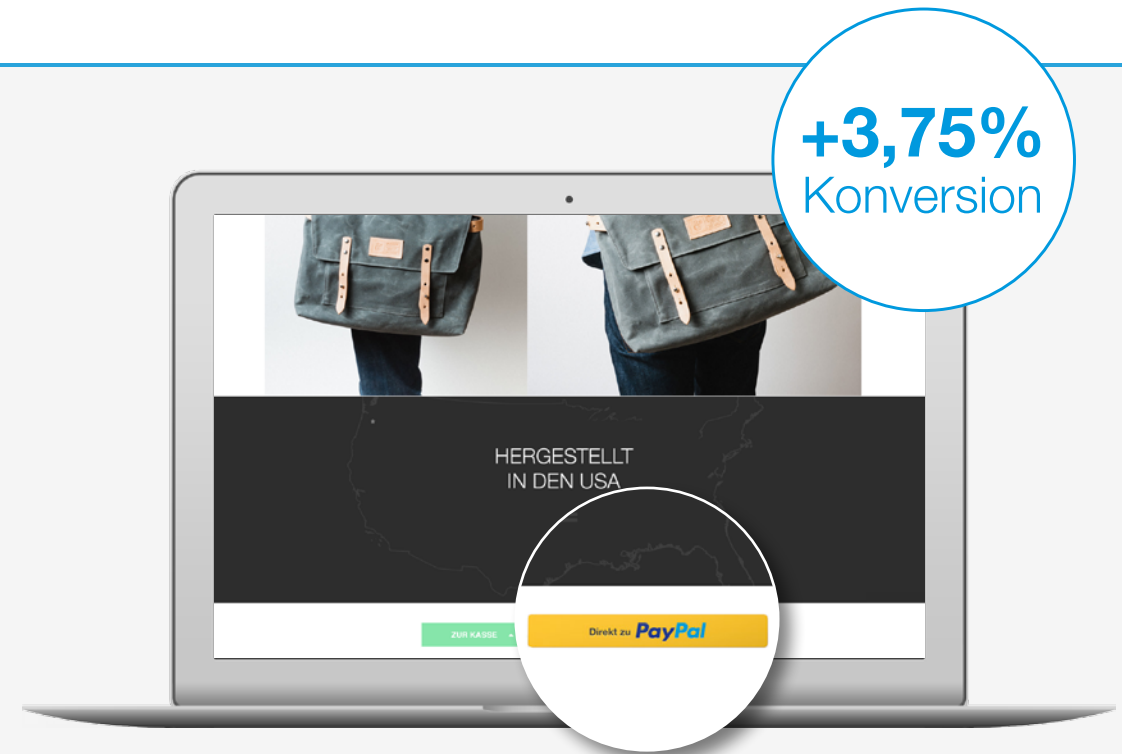 +3,75%
Konversion
HERGESTELLT
IN DEN USA
ZUR KASSE
Direkt zu PayPal